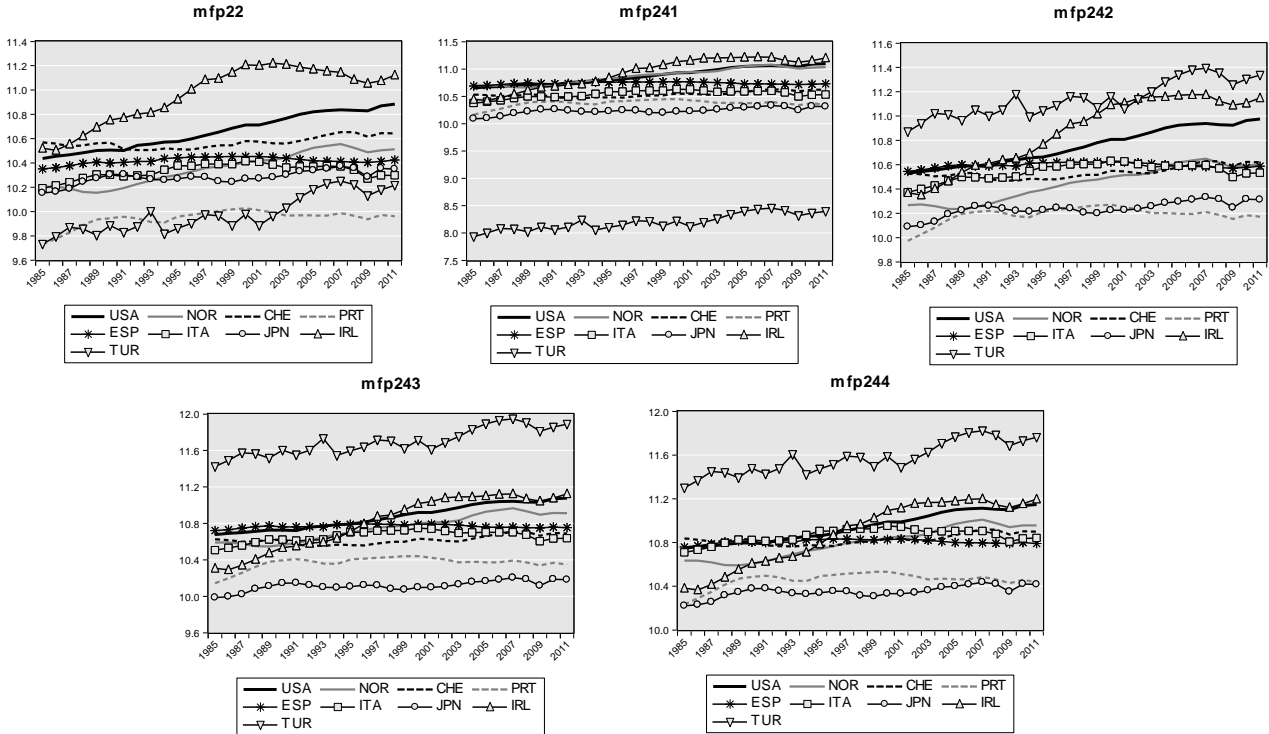 mfp22
11.4
11.2
11.0
10.8
10.6
10.4
10.2
10.0
9.8
9.6
1985 1987 1989 1991 1993 1995 1997 1999 2001 2003 2005 2007 2009 2011
USA NOR CHE PRT
ESP ITA JPN IRL
TUR
mfp241
11.5
11.0
10.5
10.0
9.5
9.0
8.5
8.0
7.5
1985 1987 1989 1991 1993 1995 1997 1999 2001 2003 2005 2007 2009 2011
USA NOR CHE PRT
ESP ITA JPN IRL
TUR
mfp242
11.6
11.4
11.2
11.0
10.8
10.6
10.4
10.2
10.0
9.8
1985 1987 1989 1991 1993 1995 1997 1999 2001 2003 2005 2007 2009 2011
USA NOR CHE PRT
ESP ITA JPN IRL
TUR
mfp243
12.0
11.6
11.2
10.8
10.4
10.0
9.6
1985 1987 1989 1991 1993 1995 1997 1999 2001 2003 2005 2007 2009 2011
USA NOR CHE PRT
ESP ITA JPN IRL
TUR
mfp244
12.0
11.6
11.2
10.8
10.4
10.0
1985 1987 1989 1991 1993 1995 1997 1999 2001 2003 2005 2007 2009 2011
USA NOR CHE PRT
ESP ITA JPN IRL
TUR